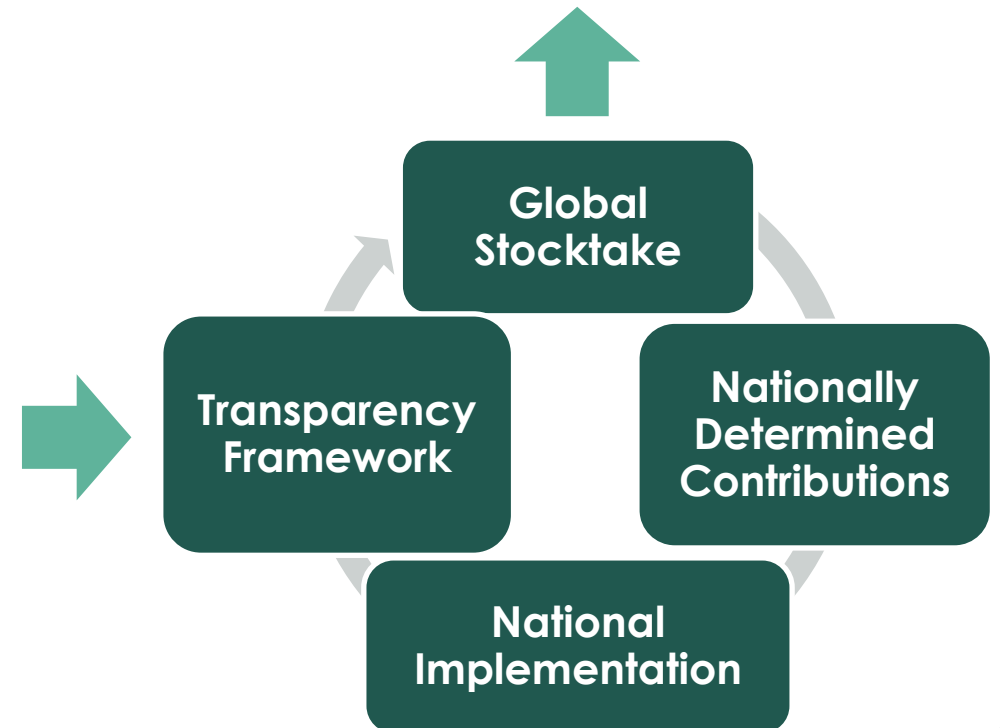 Global
Stocktake
Transparency
Framework
Nationally
Determined
Contributions
National
Implementation